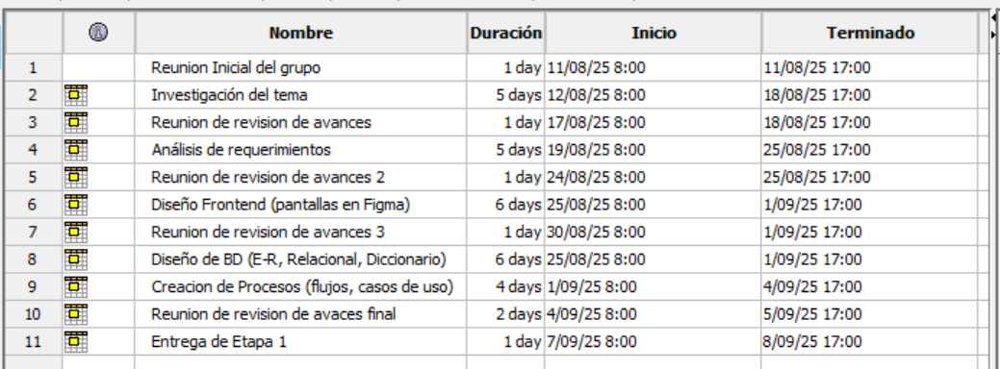 Nombre Duración Inicio Terminado
1 Reunion Inicial del grupo 1 day 11/08/25 8:00 11/08/25 17:00
2 Investigación del tema 5 days 12/08/25 8:00 18/08/25 17:00
3 Reunion de revision de avances 1 day 17/08/25 8:00 18/08/25 17:00
4 Análisis de requerimientos 5 days 19/08/25 8:00 25/08/25 17:00
5 Reunion de revision de avances 2 1 day 24/08/25 8:00 25/08/25 17:00
6 Diseño Frontend (pantallas en Figma) 6 days 25/08/25 8:00 1/09/25 17:00
7 Reunion de revision de avances 3 1 day 30/08/25 8:00 1/09/25 17:00
8 Diseño de BD (E-R, Relacional, Diccionario) 6 days 25/08/25 8:00 1/09/25 17:00
9 Creacion de Procesos (flujos, casos de uso) 4 days 1/09/25 8:00 4/09/25 17:00
10 Reunion de revision de avaces final 2 days 4/09/25 8:00 5/09/25 17:00
11 Entrega de Etapa 1 1 day 7/09/25 8:00 8/09/25 17:00